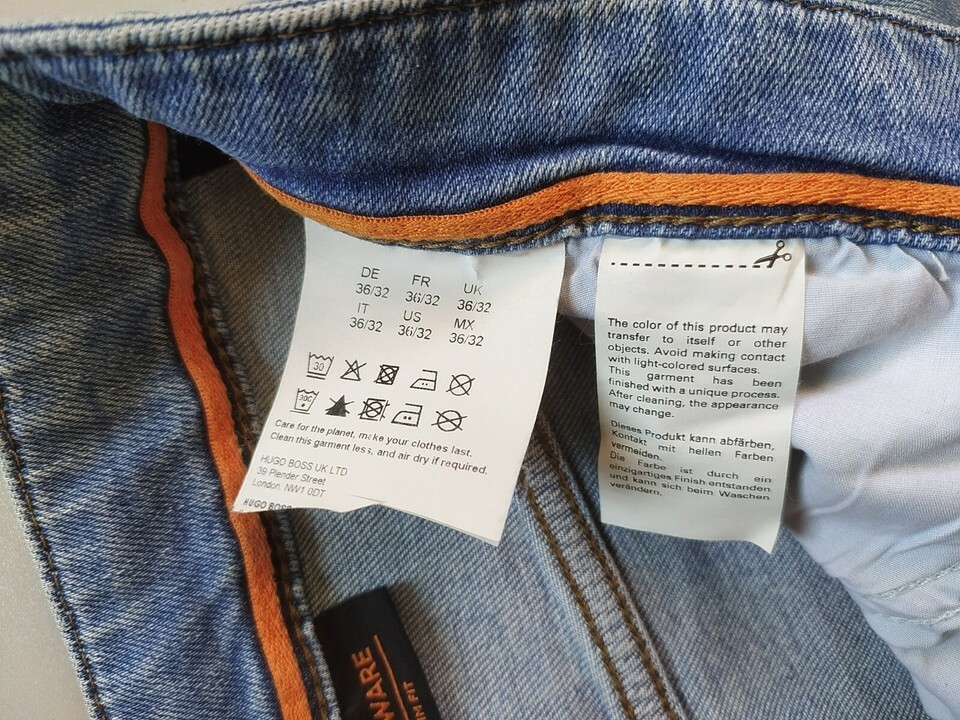 DE FR UK
36/32 36/32 36/32
IT US MX
36/32 36/32 36/32
30
30C
Care for the planet, make your clothes last.
Clean this garment less, and air dry if required.
HUGO BOSS UK LTD
39 Plender Street
London. NW1 0DT
HUGO BOSS
The color of this product may
transfer to itself or other
objects. Avoid making contact
with light-colored surfaces.
This garment has been
finished with a unique process.
After cleaning, the appearance
may change.
Dieses Produkt kann abfärben,
Kontakt mit hellen Farben
vermeiden.
Die Farbe ist durch ein
einzigartiges Finish entstanden
und kann sich beim Waschen
verändern.
WARE
M FIT